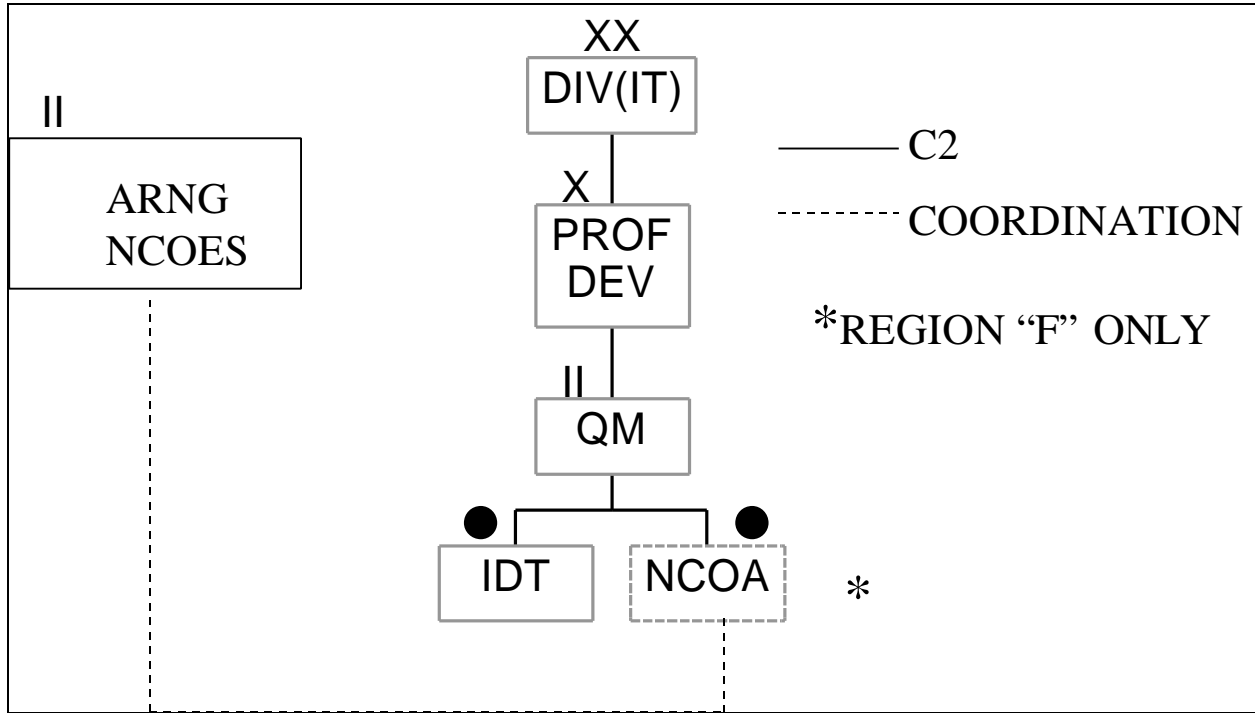 XX
DIV(IT)
II
ARNG
NCOES
C2
COORDINATION
*REGION “F” ONLY
X
PROF
DEV
II
QM
IDT
NCOA
*